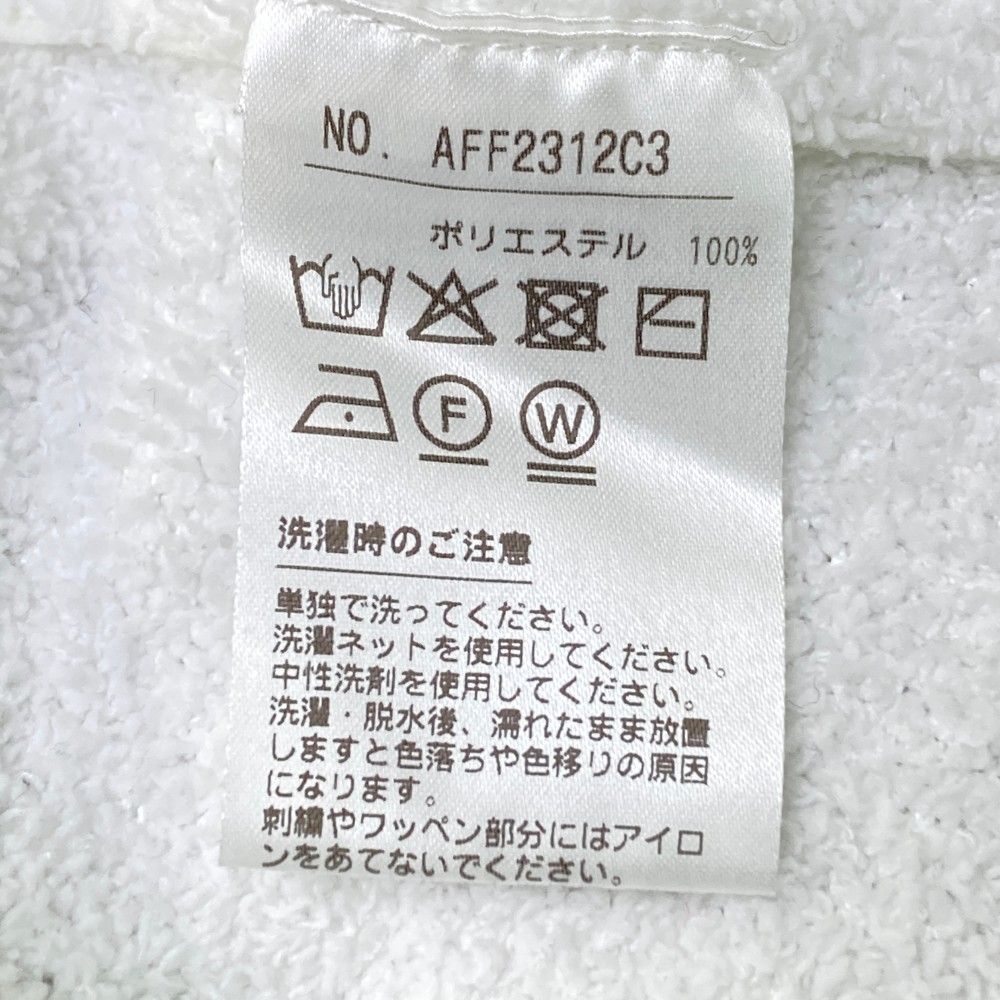 NO. AFF2312C3
ポリエステル 100%
F W
洗濯時のご注意
単独で洗ってください。
洗濯ネットを使用してください。
中性洗剤を使用してください。
洗濯・脱水後、濡れたまま放置
しますと色落ちや色移りの原因
になります。
刺繍やワッペン部分にはアイロ
ンをあてないでください。